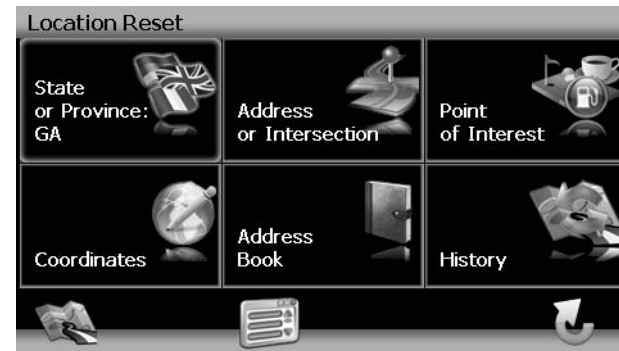 Location Reset
State
or Province:
GA
Address
or Intersection
Point
of Interest
Coordinates
Address
Book
History